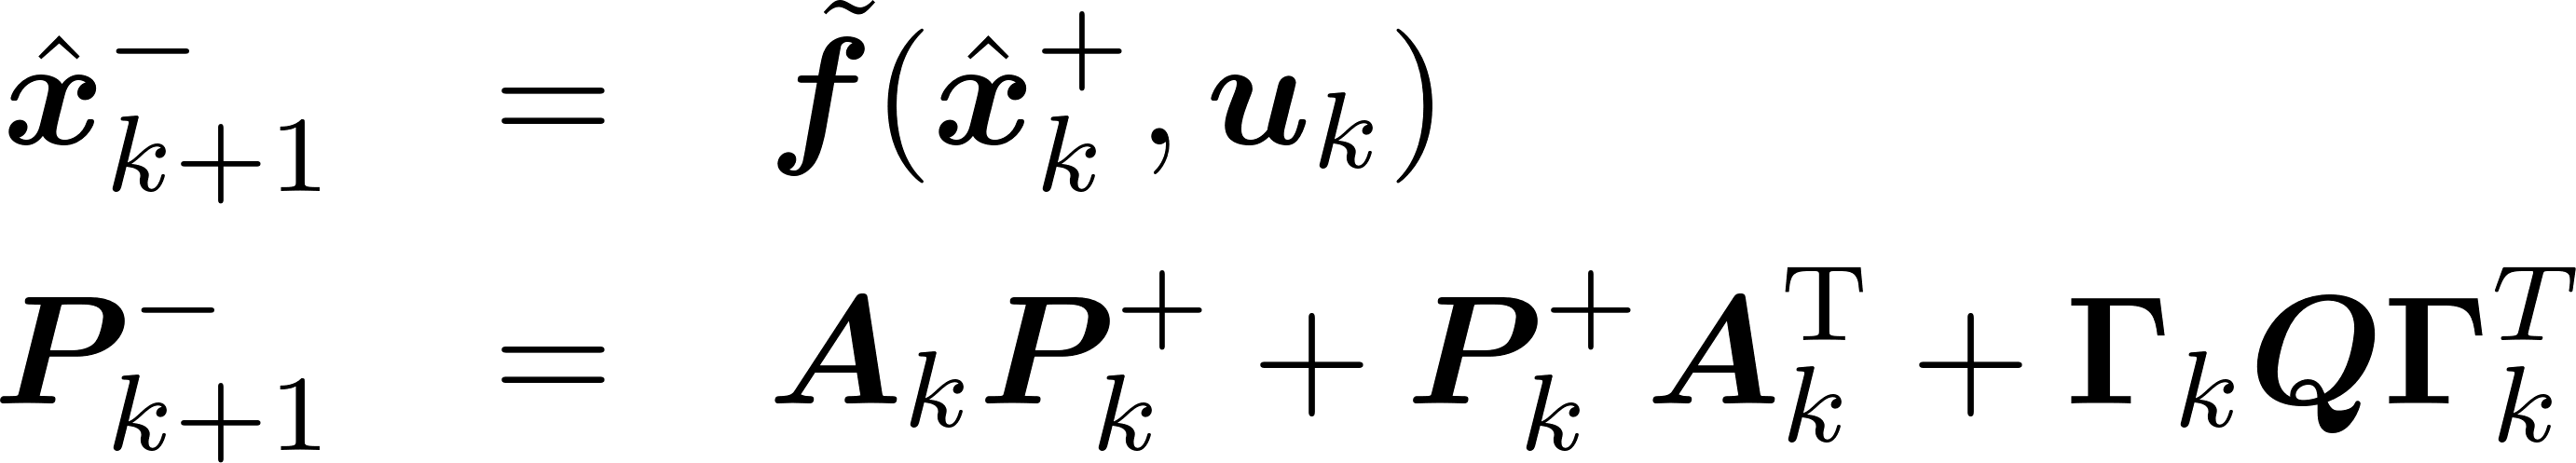 $\hat{\boldsymbol{x}}_{k+1}^{-} = \tilde{\boldsymbol{f}}(\hat{\boldsymbol{x}}_{k}^{+}, \boldsymbol{u}_{k})$
$\boldsymbol{P}_{k+1}^{-} = \boldsymbol{A}_{k}\boldsymbol{P}_{k}^{+} + \boldsymbol{P}_{k}^{+}\boldsymbol{A}_{k}^{\mathrm{T}} + \boldsymbol{\Gamma}_{k}\boldsymbol{Q}\boldsymbol{\Gamma}_{k}^{T}$